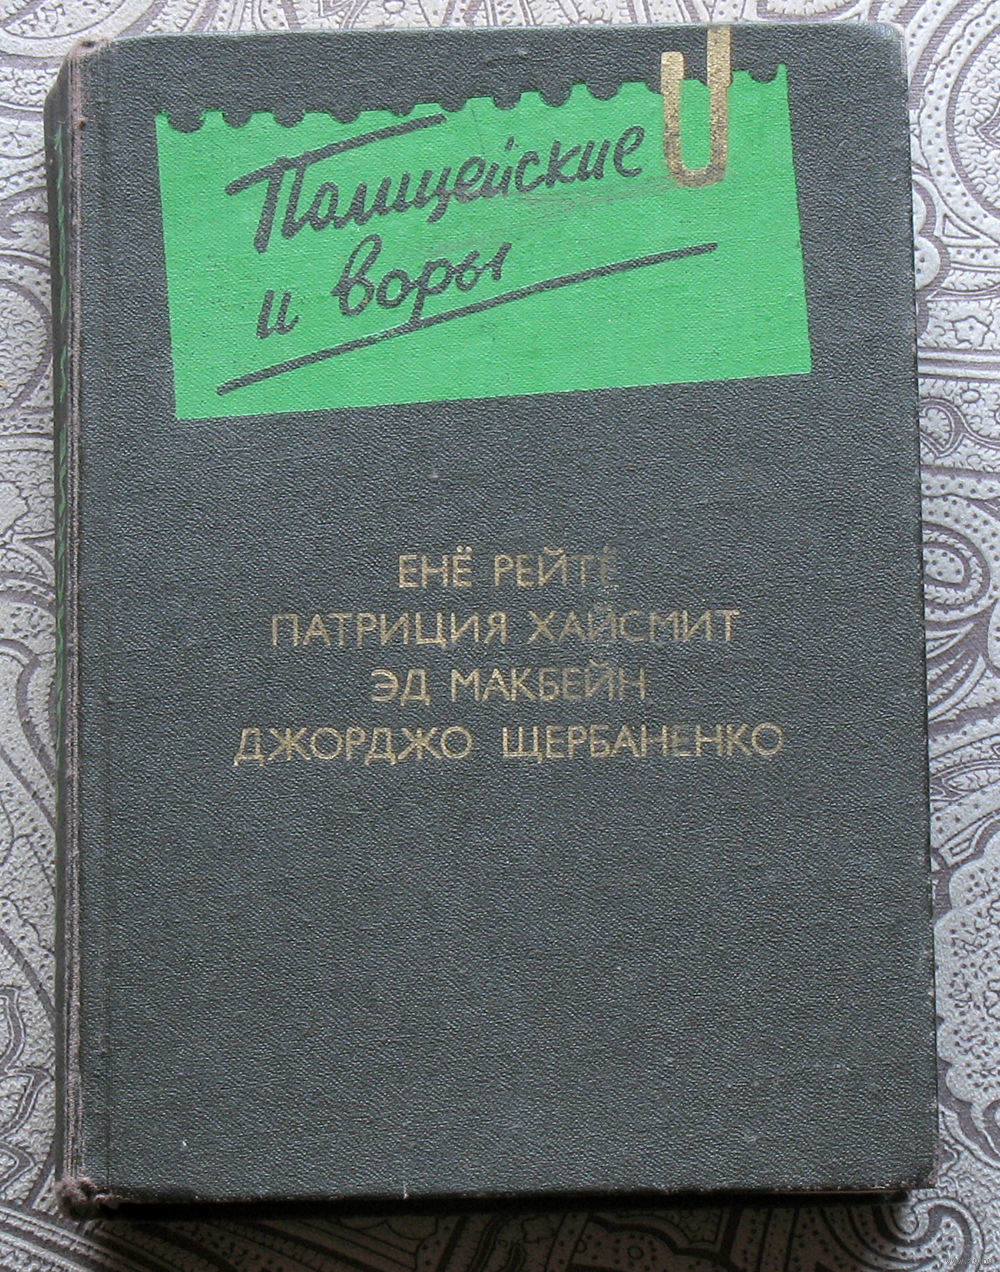 Полицейские
и воры
ЕНЁ РЕЙТЁ
ПАТРИЦИЯ ХАЙСМИТ
ЭД МАКБЕЙН
ДЖОРДЖО ЩЕРБАНЕНКО